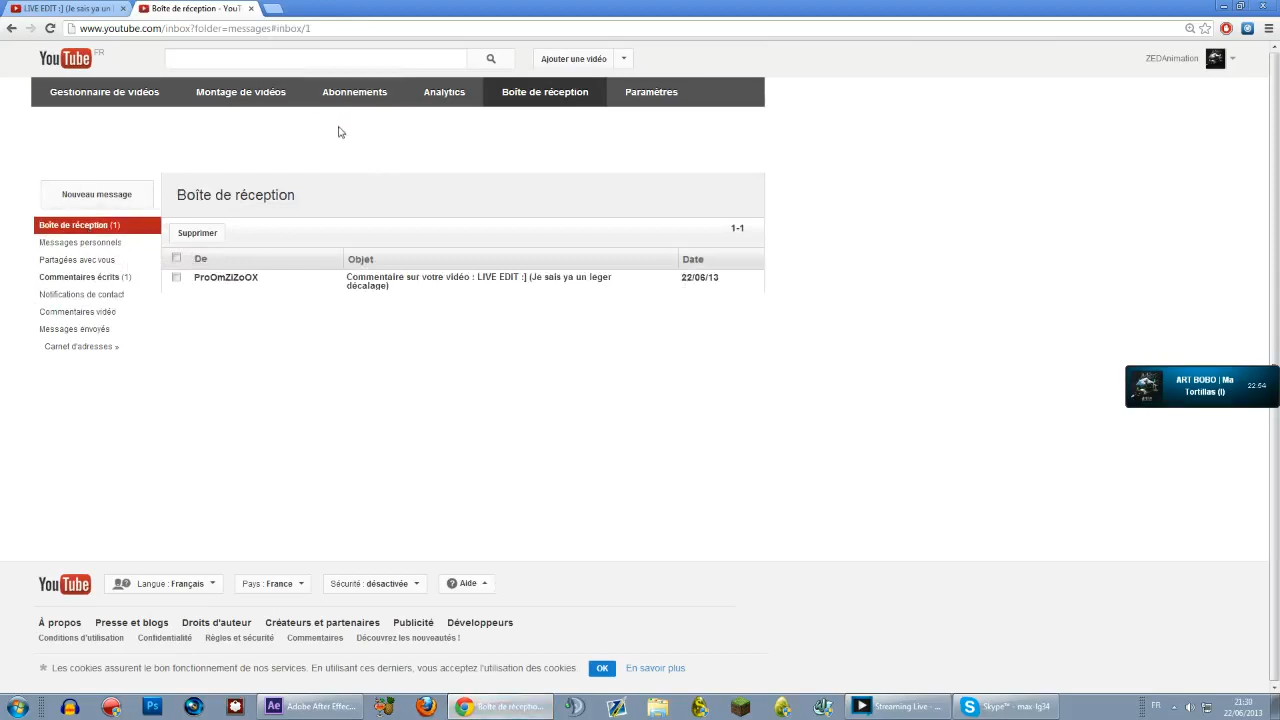 LIVE EDIT :] (Je sais ya un l
Boîte de réception - YouT
www.youtube.com/inbox?folder=messages#inbox/1
YouTube FR
Ajouter une vidéo
ZEDAnimation
Gestionnaire de vidéos
Montage de vidéos
Abonnements
Analytics
Boîte de réception
Paramètres
Nouveau message
Boîte de réception
Boîte de réception (1)
Supprimer
1-1
Messages personnels
Partagées avec vous
De
Objet
Date
Commentaires écrits (1)
ProOmZiZoOX
Commentaire sur votre vidéo : LIVE EDIT :] (Je sais ya un léger
décalage)
22/06/13
Notifications de contact
Commentaires vidéo
Messages envoyés
Carnet d'adresses »
ART BOBO | Ma
Tortillas (l)
22:54
YouTube
Langue : Français
Pays : France
Sécurité : désactivée
Aide
À propos
Presse et blogs
Droits d'auteur
Créateurs et partenaires
Publicité
Développeurs
Conditions d'utilisation
Confidentialité
Règles et sécurité
Commentaires
Découvrez les nouveautés !
Les cookies assurent le bon fonctionnement de nos services. En utilisant ces derniers, vous acceptez l'utilisation des cookies
OK
En savoir plus
Ps
Ae
Adobe After Effec...
Boîte de réceptio...
Streaming Live - ...
Skype™ - max-lg34
FR
21:30
22/06/2013